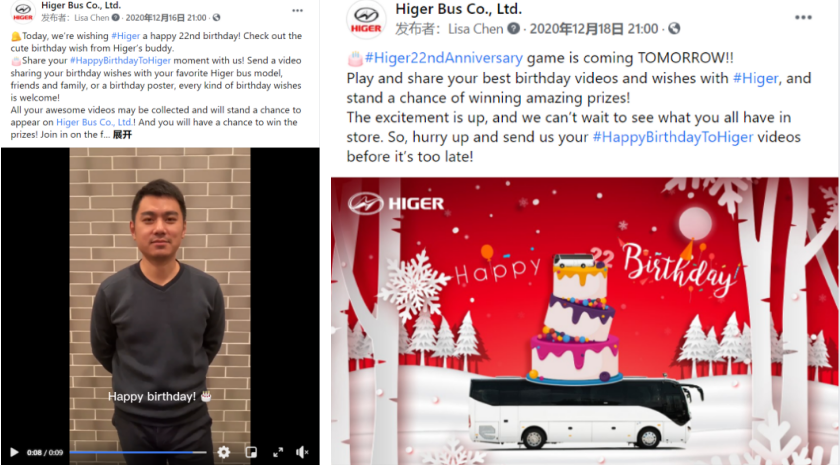 Higer Bus Co., Ltd.
发布者：Lisa Chen · 2020年12月16日 21:00 ·
HIGER
Today, we're wishing #Higer a happy 22nd birthday! Check out the
cute birthday wish from Higer's buddy.
Share your #HappyBirthdayToHiger moment with us! Send a video
sharing your birthday wishes with your favorite Higer bus model,
friends and family, or a birthday poster, every kind of birthday wishes
is welcome!
All your awesome videos may be collected and will stand a chance to
appear on Higer Bus Co., Ltd.! And you will have a chance to win the
prizes! Join in on the f... 展开
Happy birthday!
0:08 / 0:09
Higer Bus Co., Ltd.
发布者：Lisa Chen · 2020年12月18日 21:00 ·
HIGER
#Higer22ndAnniversary game is coming TOMORROW!!
Play and share your best birthday videos and wishes with #Higer, and
stand a chance of winning amazing prizes!
The excitement is up, and we can't wait to see what you all have in
store. So, hurry up and send us your #HappyBirthdayToHiger videos
before it's too late!
HIGER
22
Happy Birthday